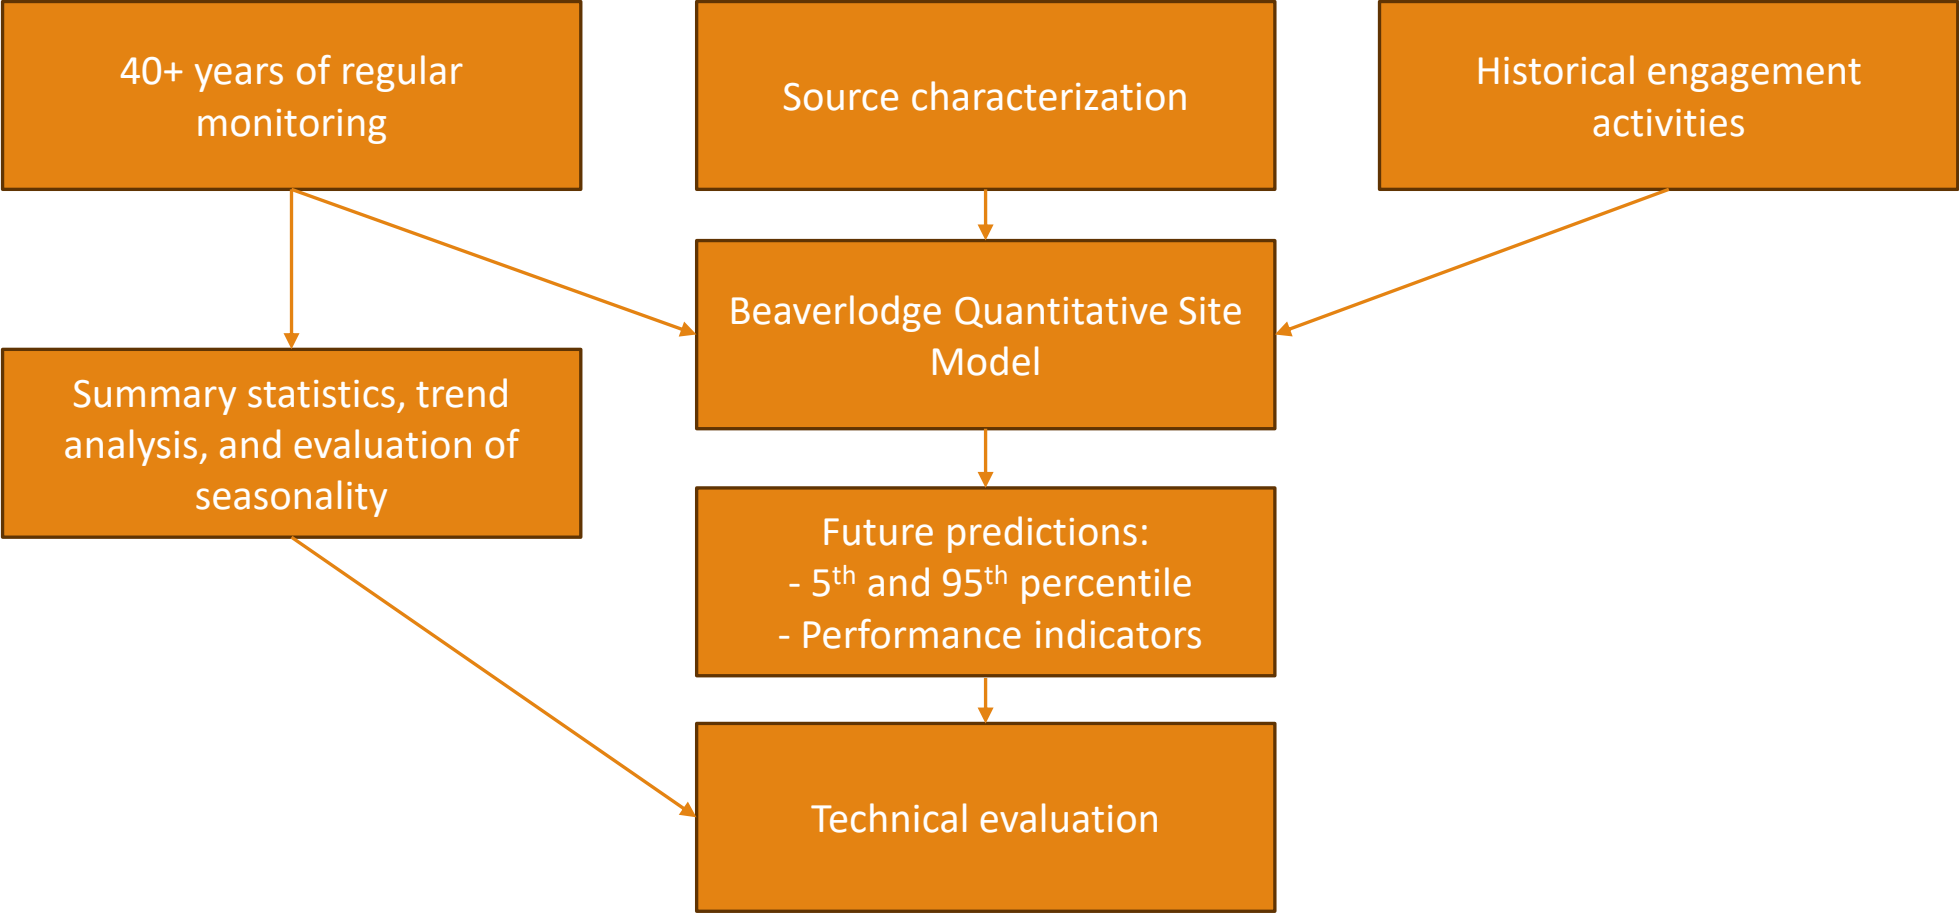 40+ years of regular
monitoring
Source characterization
Historical engagement
activities
Beaverlodge Quantitative Site
Model
Summary statistics, trend
analysis, and evaluation of
seasonality
Future predictions:
- 5th and 95th percentile
- Performance indicators
Technical evaluation